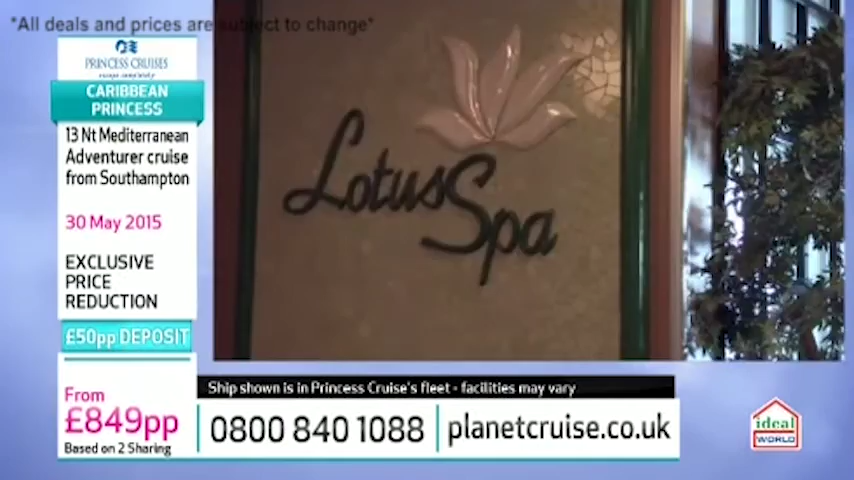 *All deals and prices are subject to change*
PRINCESS CRUISES
escape completely
CARIBBEAN
PRINCESS
13 Nt Mediterranean
Adventurer cruise
from Southampton
30 May 2015
EXCLUSIVE
PRICE
REDUCTION
£50pp DEPOSIT
From
£849pp
Based on 2 Sharing
Lotus Spa
Ship shown is in Princess Cruise's fleet - facilities may vary
0800 840 1088
planetcruise.co.uk
ideal
WORLD